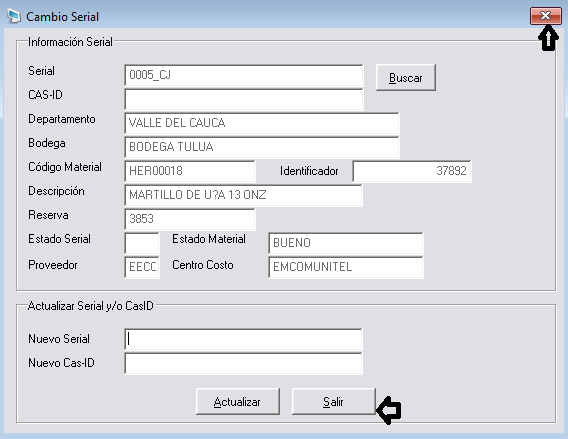 Cambio Serial
Información Serial
Serial 0005_CJ Buscar
CAS-ID
Departamento VALLE DEL CAUCA
Bodega BODEGA TULUA
Código Material HER00018 Identificador 37892
Descripción MARTILLO DE U?A 13 ONZ
Reserva 3853
Estado Serial Estado Material BUENO
Proveedor EECC Centro Costo EMCOMUNITEL
Actualizar Serial y/o CasID
Nuevo Serial
Nuevo Cas-ID
Actualizar Salir